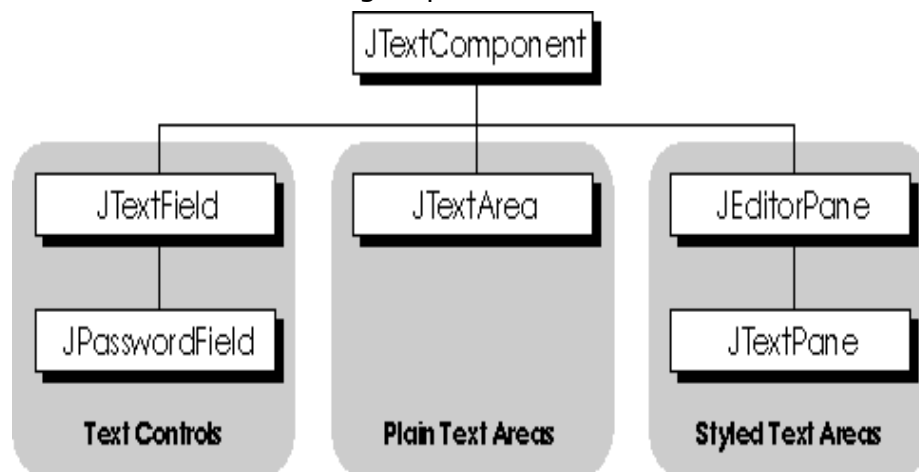 JTextComponent
JTextField
JTextArea
JEditorPane
JPasswordField
JTextPane
Text Controls
Plain Text Areas
Styled Text Areas